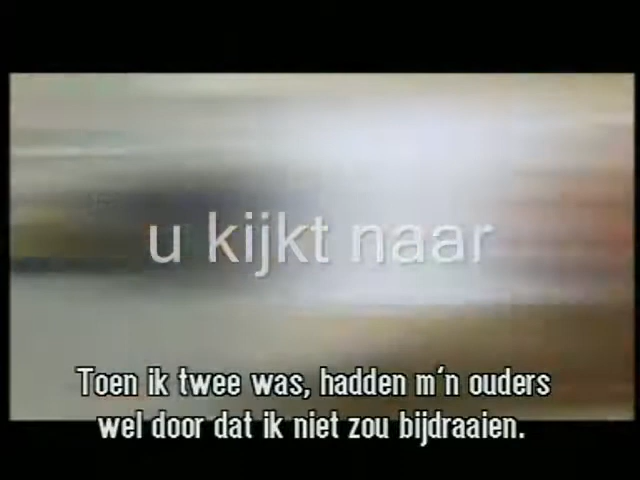 u kijkt naar
Toen ik twee was, hadden m'n ouders
wel door dat ik niet zou bijdraaien.